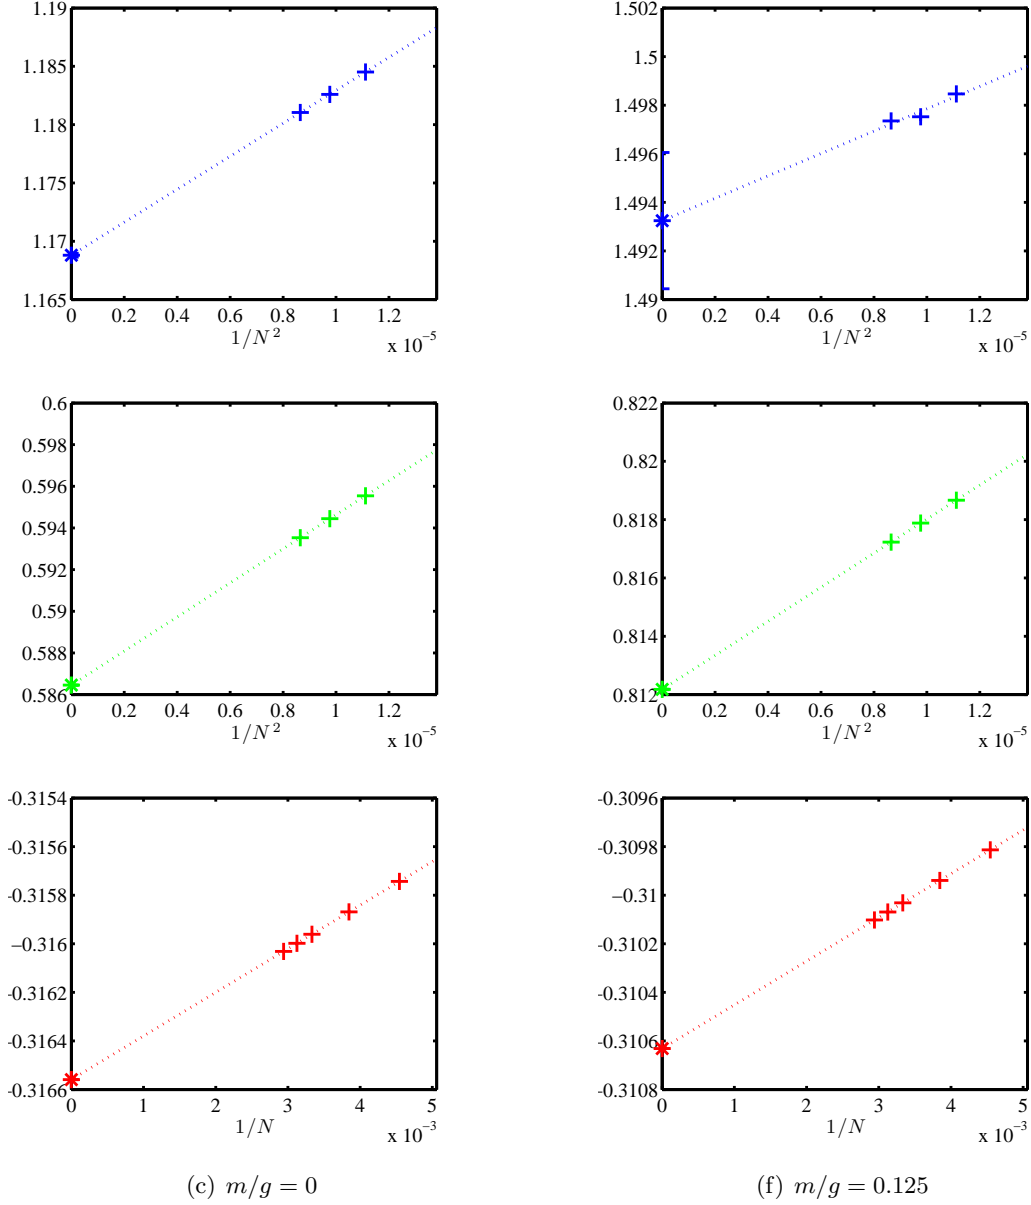 1.19
1.185
1.18
1.175
1.17
1.165
0 0.2 0.4 0.6 0.8 1 1.2
1/N²
x 10⁻⁵
1.502
1.5
1.498
1.496
1.494
1.492
1.49
0 0.2 0.4 0.6 0.8 1 1.2
1/N²
x 10⁻⁵
0.6
0.598
0.596
0.594
0.592
0.59
0.588
0.586
0 0.2 0.4 0.6 0.8 1 1.2
1/N²
x 10⁻⁵
0.822
0.82
0.818
0.816
0.814
0.812
0 0.2 0.4 0.6 0.8 1 1.2
1/N²
x 10⁻⁵
-0.3154
-0.3156
-0.3158
-0.316
-0.3162
-0.3164
-0.3166
0 1 2 3 4 5
1/N
x 10⁻³
-0.3096
-0.3098
-0.31
-0.3102
-0.3104
-0.3106
-0.3108
0 1 2 3 4 5
1/N
x 10⁻³
(c) m/g = 0
(f) m/g = 0.125